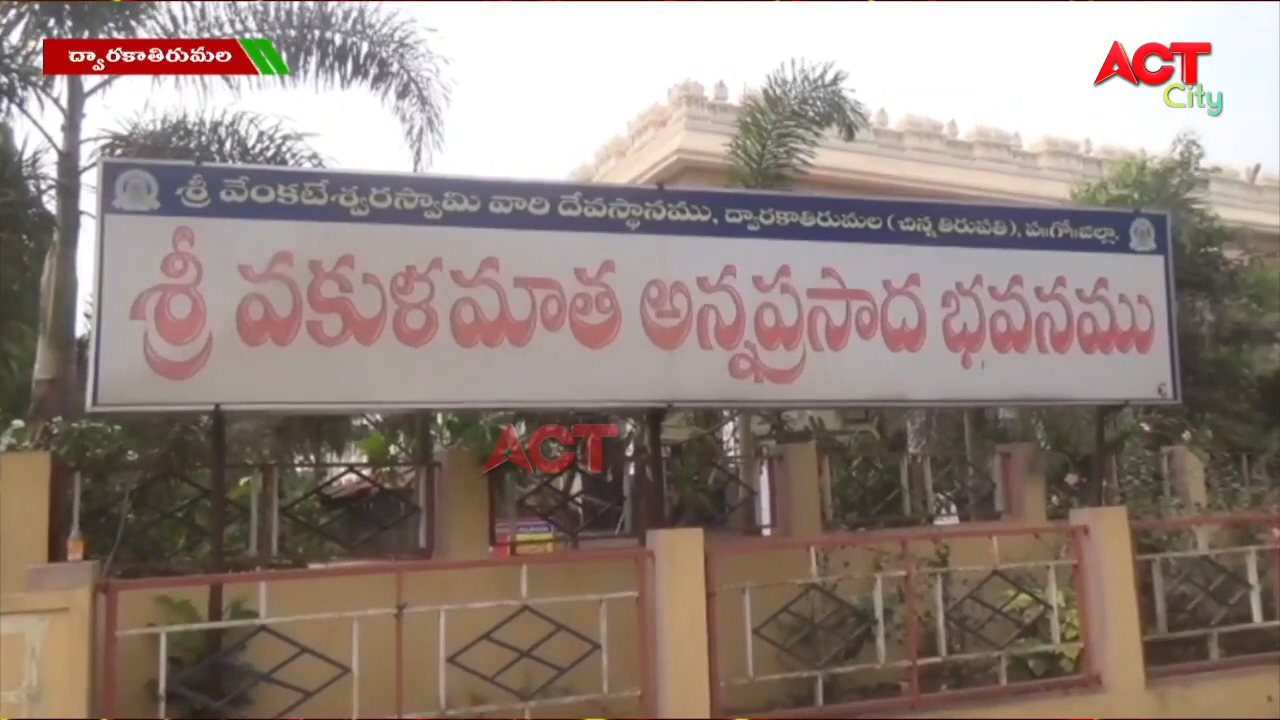 ద్వారకాతిరుమల
ACT
City
శ్రీ వేంకటేశ్వరస్వామి వారి దేవస్థానము, ద్వారకాతిరుమల (చిన్నతిరుపతి), ప॥గో॥జిల్లా.
శ్రీ వకుళమాత అన్నప్రసాద భవనము
ACT